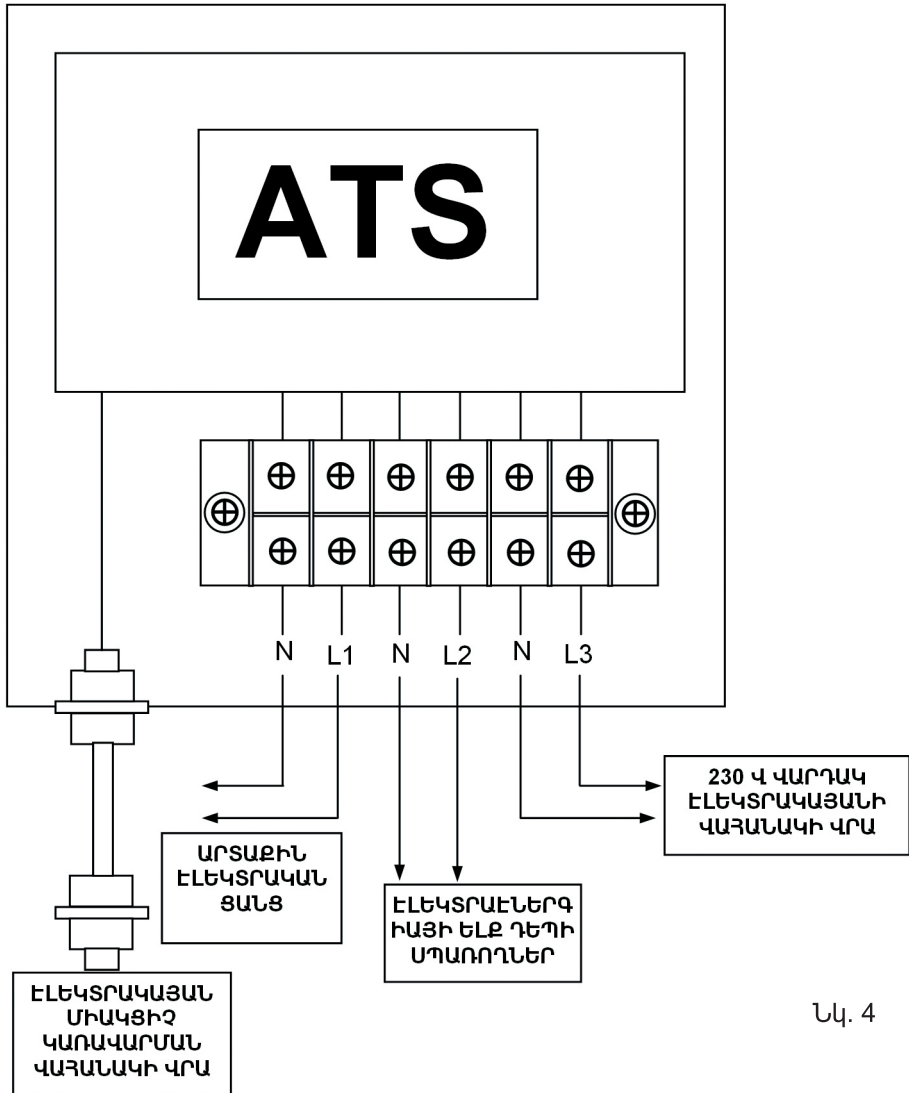 ATS
N L1 N L2 N L3
230 Վ ՎԱՐԴԱԿ
ԷԼԵԿՏՐԱԿԱՅԱՆԻ
ՎԱՀԱՆԱԿԻ ՎՐԱ
ԱՐՏԱՔԻՆ
ԷԼԵԿՏՐԱԿԱՆ
ՑԱՆՑ
ԷԼԵԿՏՐԱԷՆԵՐԳ
ԻԱՅԻ ԵԼՔ ԴԵՊԻ
ՍՊԱՌՈՂՆԵՐ
ԷԼԵԿՏՐԱԿԱՅԱՆ
ՄԻԱԿՑԻՉ
ԿԱՌԱՎԱՐՄԱՆ
ՎԱՀԱՆԱԿԻ ՎՐԱ
Նկ. 4